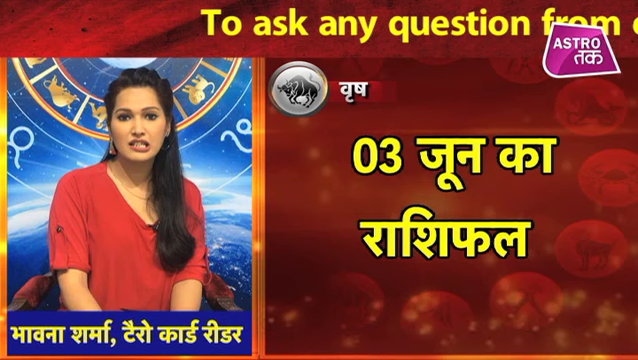 To ask any question from
ASTRO
तक
वृष
03 जून का
राशिफल
भावना शर्मा, टैरो कार्ड रीडर